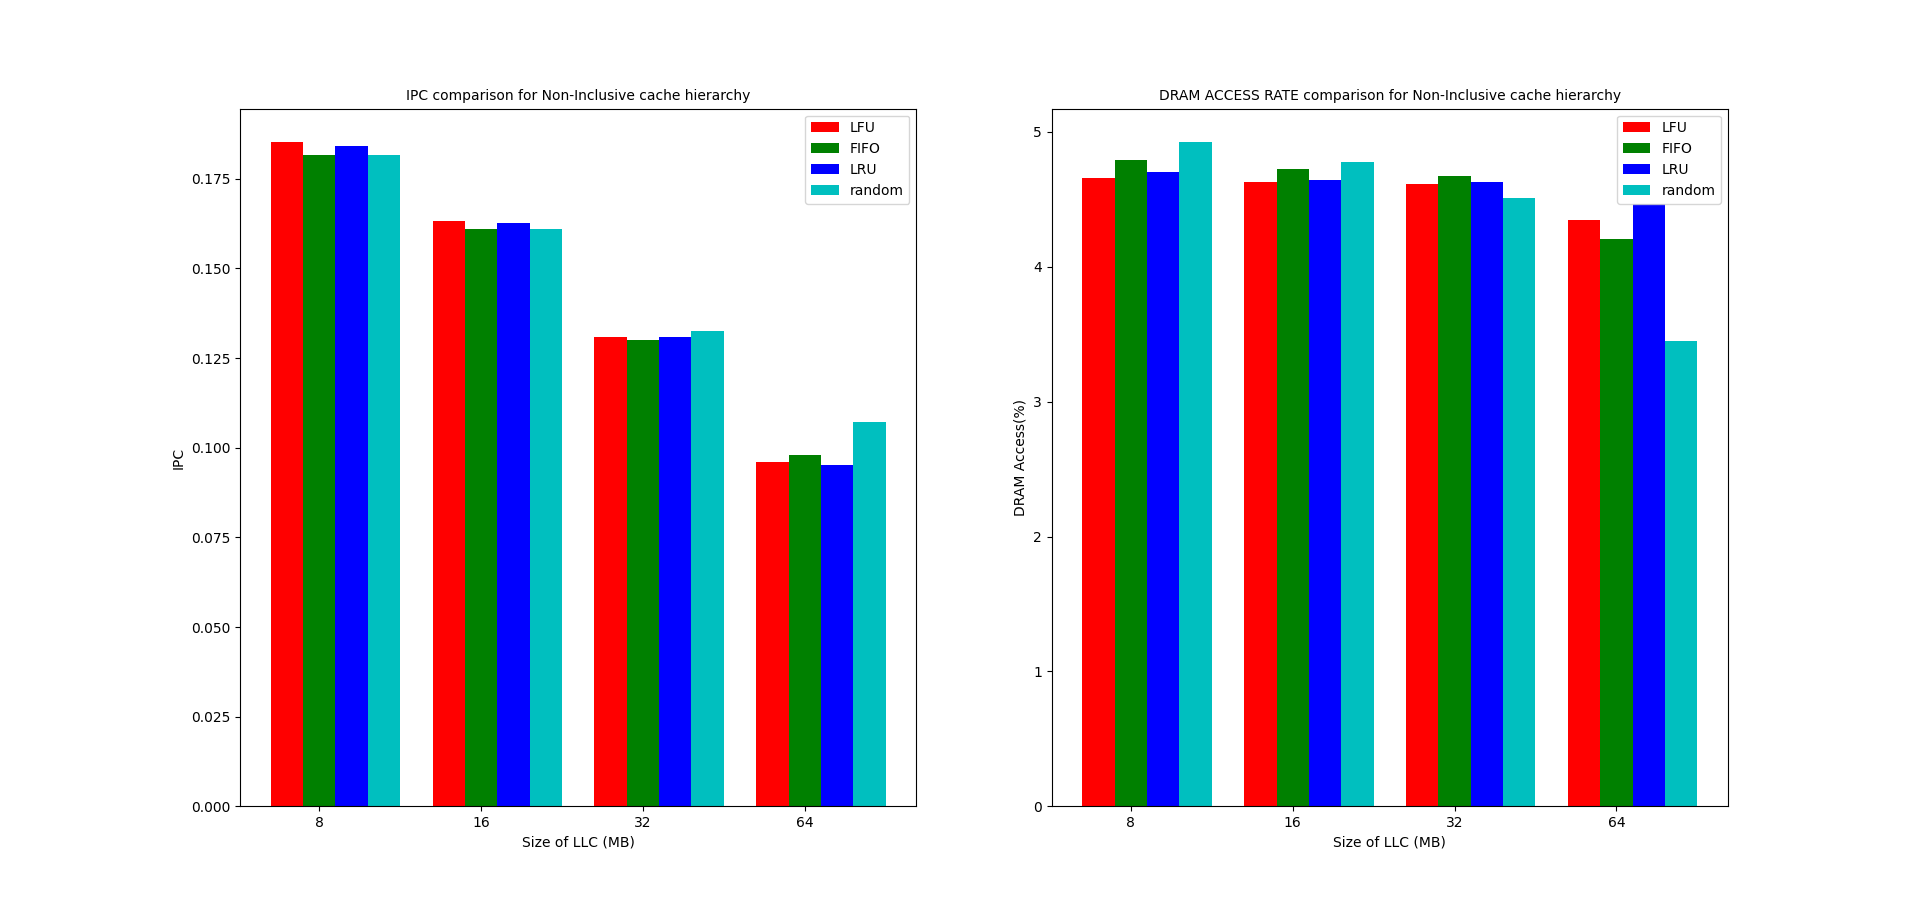 IPC comparison for Non-Inclusive cache hierarchy
LFU
FIFO
LRU
random
0.175
0.150
0.125
0.100
0.075
0.050
0.025
0.000
IPC
8 16 32 64
Size of LLC (MB)
DRAM ACCESS RATE comparison for Non-Inclusive cache hierarchy
LFU
FIFO
LRU
random
5
4
3
2
1
0
DRAM Access(%)
8 16 32 64
Size of LLC (MB)